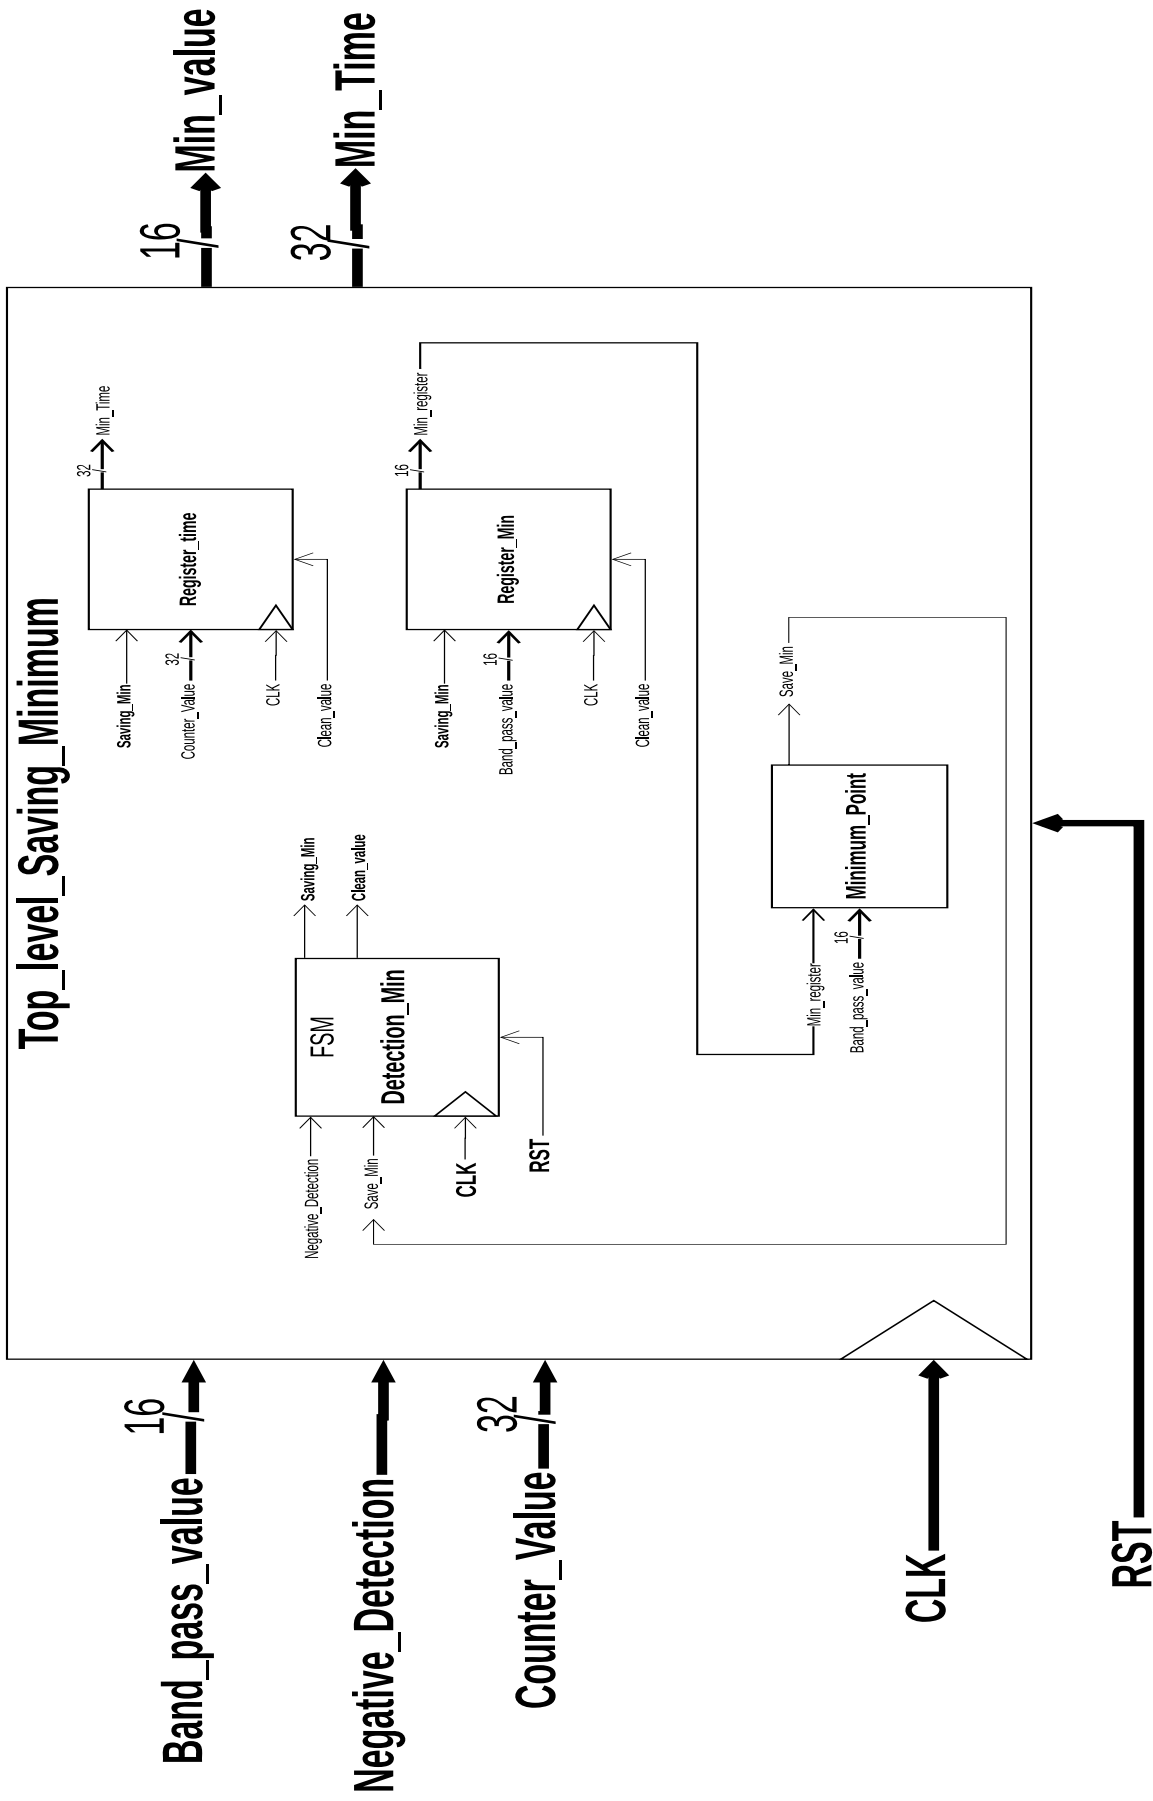 Top_level_Saving_Minimum
Band_pass_value
16
Negative_Detection
Counter_Value
32
CLK
RST
Min_value
16
Min_Time
32
Negative_Detection
Save_Min
CLK
RST
FSM
Detection_Min
Saving_Min
Clean_value
Saving_Min
Counter_Value
32
CLK
Clean_value
Register_time
32
Min_Time
Saving_Min
Band_pass_value
16
CLK
Clean_value
Register_Min
16
Min_register
Min_register
Band_pass_value
16
Minimum_Point
Save_Min